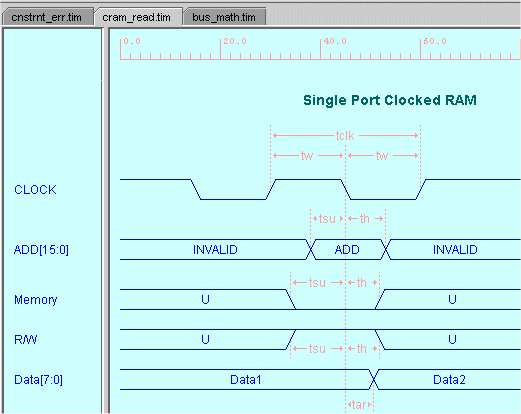 cnstrnt_err.tim cram_read.tim bus_math.tim
0.0 20.0 40.0 60.0
Single Port Clocked RAM
tclk
tw tw
CLOCK
tsu th
ADD[15:0] INVALID ADD INVALID
tsu th
Memory U U
R/W U U
tsu th
Data[7:0] Data1 Data2
tar